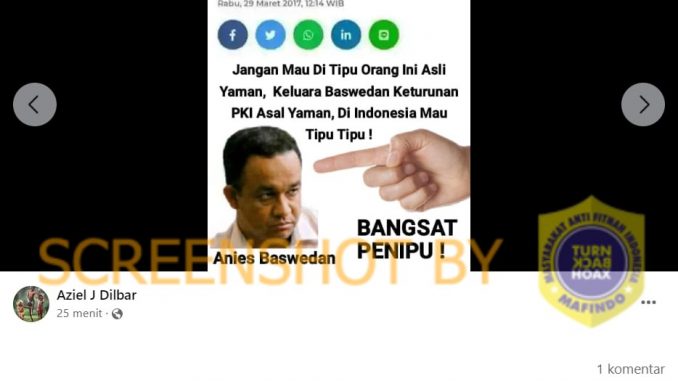 Rabu, 29 Maret 2017, 12:14 WIB
Jangan Mau Di Tipu Orang Ini Asli
Yaman, Keluara Baswedan Keturunan
PKI Asal Yaman, Di Indonesia Mau
Tipu Tipu !
BANGSAT
PENIPU !
Anies Baswedan
SCREENSHOT BY
MASYARAKAT ANTI FITNAH INDONESIA
TURN
BACK
HOAX
MAFINDO
Aziel J Dilbar
25 menit
1 komentar